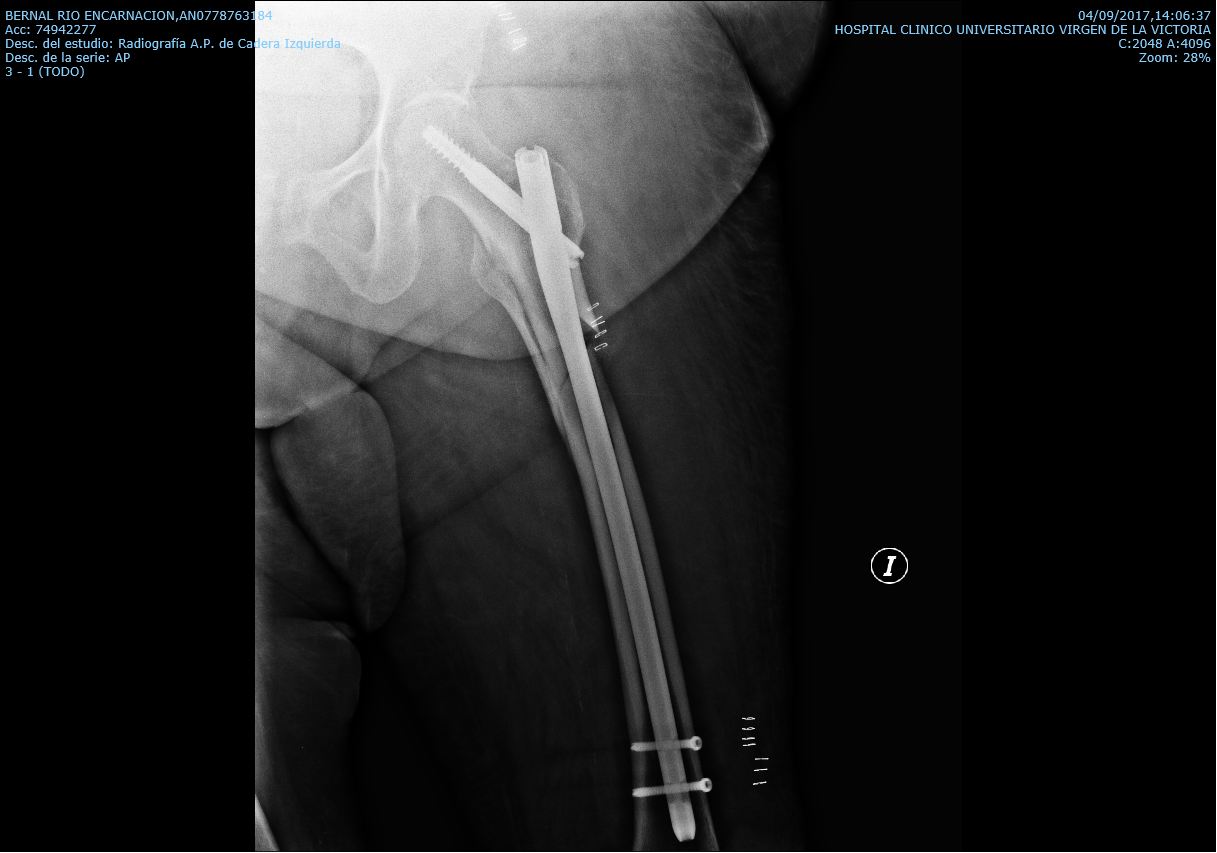 BERNAL RIO ENCARNACION,AN0778763184
Acc: 74942277
Desc. del estudio: Radiografía A.P. de Cadera Izquierda
Desc. de la serie: AP
3 - 1 (TODO)
04/09/2017,14:06:37
HOSPITAL CLINICO UNIVERSITARIO VIRGEN DE LA VICTORIA
C:2048 A:4096
Zoom: 28%
I